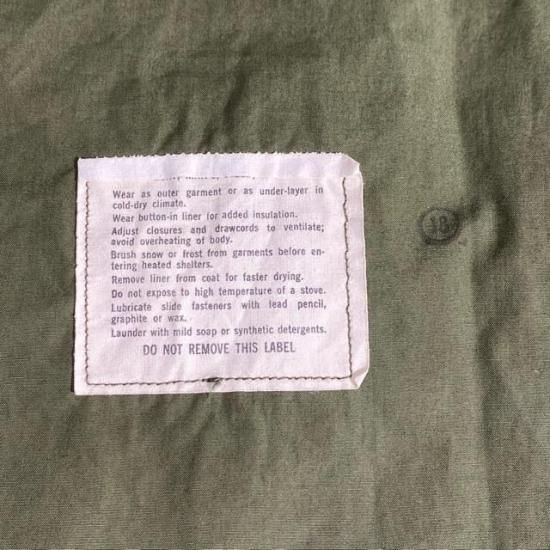 Wear as outer garment or as under-layer in
cold-dry climate.
Wear button-in liner for added insulation.
Adjust closures and drawcords to ventilate;
avoid overheating of body.
Brush snow or frost from garments before en-
tering heated shelters.
Remove liner from coat for faster drying.
Do not expose to high temperature of a stove.
Lubricate slide fasteners with lead pencil,
graphite or wax.
Launder with mild soap or synthetic detergents.
DO NOT REMOVE THIS LABEL
18